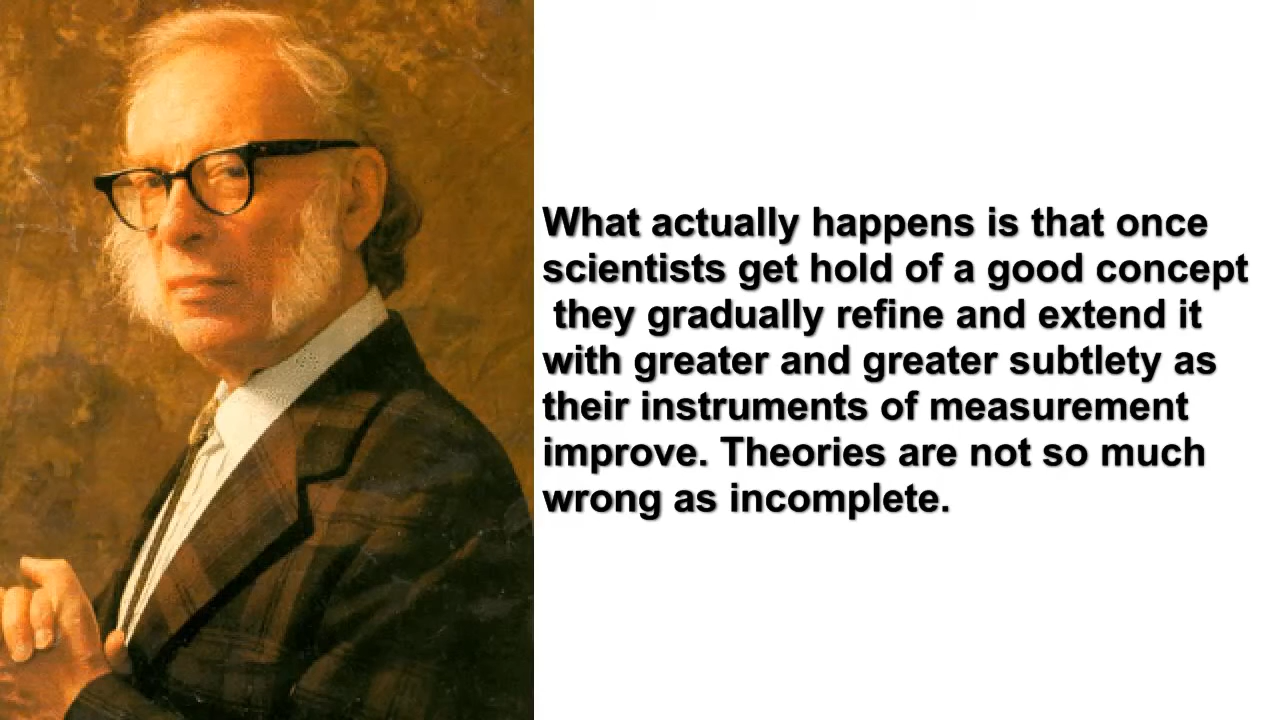 What actually happens is that once
scientists get hold of a good concept
they gradually refine and extend it
with greater and greater subtlety as
their instruments of measurement
improve. Theories are not so much
wrong as incomplete.